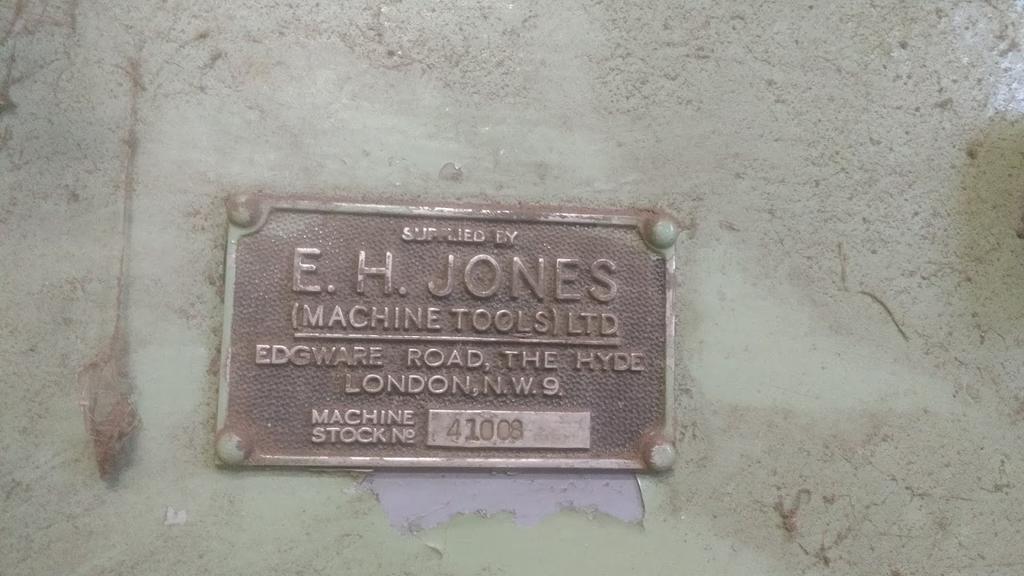 SUPPLIED BY
E. H. JONES
(MACHINE TOOLS) LTD
EDGWARE ROAD, THE HYDE
LONDON, N.W.9.
MACHINE
STOCK Nº 41008